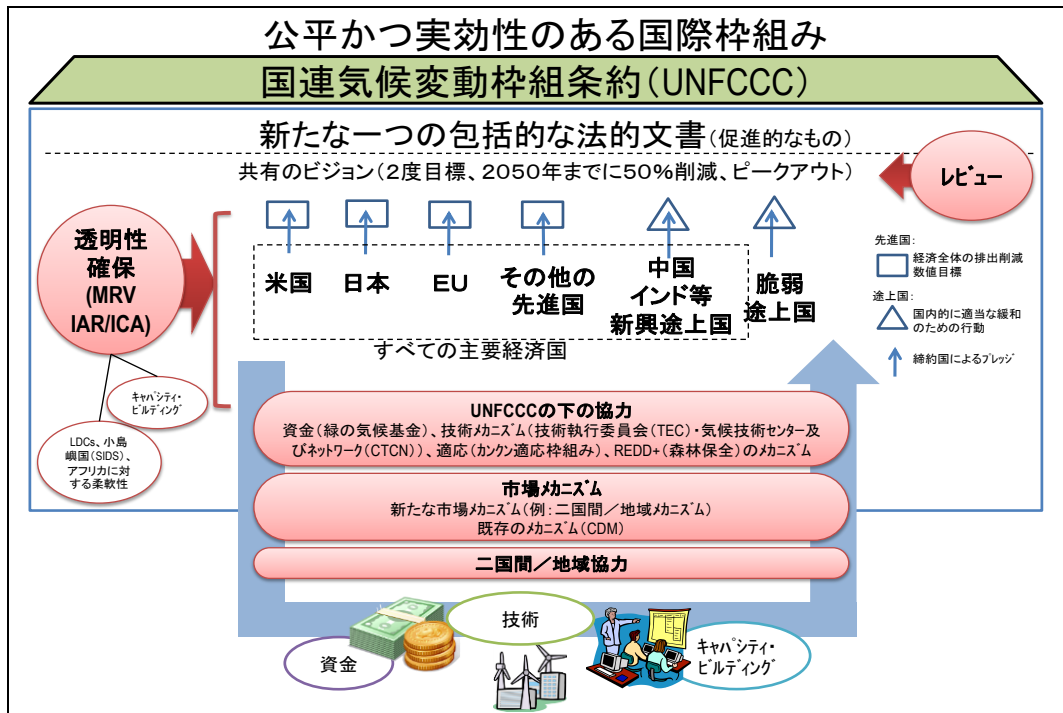 公平かつ実効性のある国際枠組み
国連気候変動枠組条約(UNFCCC)
新たな一つの包括的な法的文書(促進的なもの)
共有のビジョン(2度目標、2050年までに50%削減、ピークアウト)
レビュー
透明性
確保
(MRV
IAR/ICA)
米国
日本
EU
その他の
先進国
中国
インド等
新興途上国
脆弱
途上国
すべての主要経済国
先進国:
経済全体の排出削減
数値目標
途上国:
国内的に適当な緩和
のための行動
締約国によるプレッジ
キャパシティ・
ビルディング
LDCs、小島
嶼国(SIDS)、
アフリカに対
する柔軟性
UNFCCCの下の協力
資金(緑の気候基金)、技術メカニズム(技術執行委員会(TEC)・気候技術センター及
びネットワーク(CTCN))、適応(カンクン適応枠組み)、REDD+(森林保全)のメカニズム
市場メカニズム
新たな市場メカニズム(例:二国間/地域メカニズム)
既存のメカニズム(CDM)
二国間/地域協力
技術
資金
キャパシティ・
ビルディング